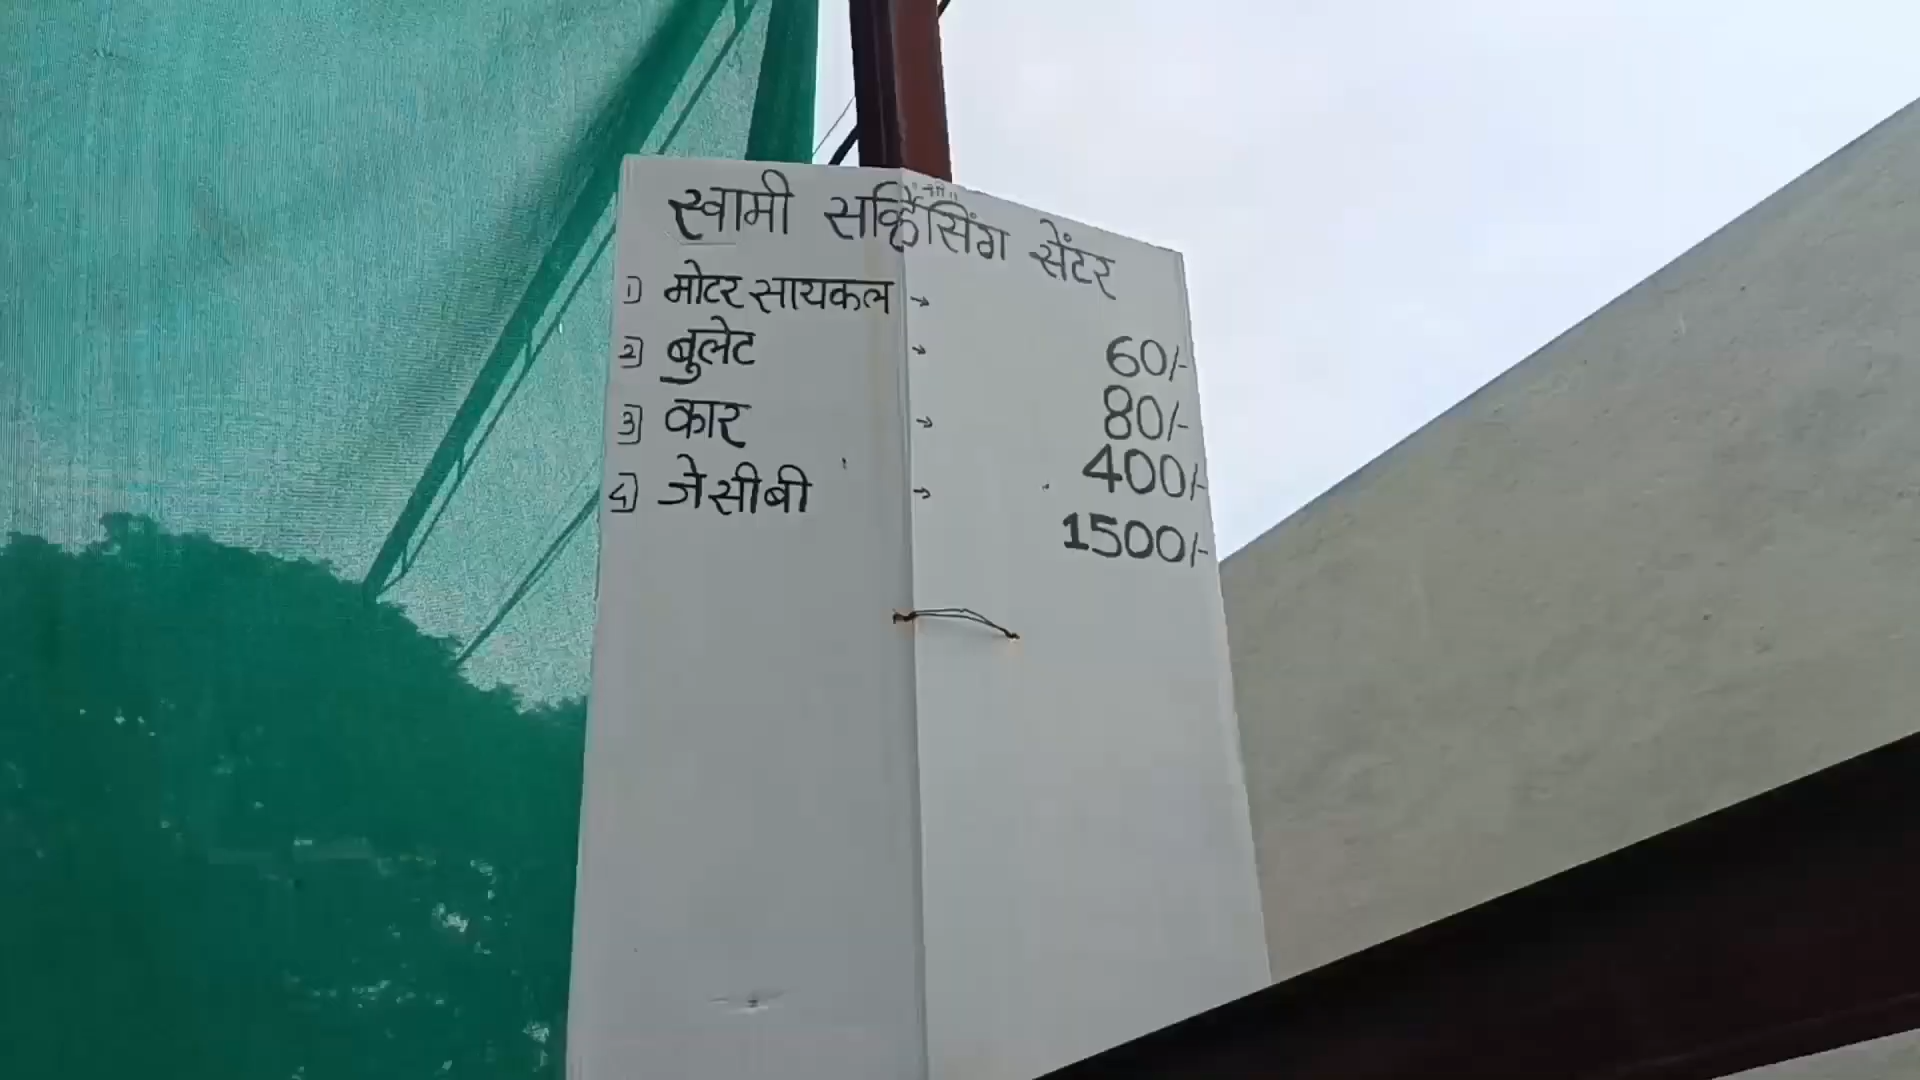 स्वामी सर्व्हिसिंग सेंटर
1] मोटर सायकल → 60/-
2] बुलेट → 80/-
3] कार → 400/-
4] जेसीबी → 1500/-